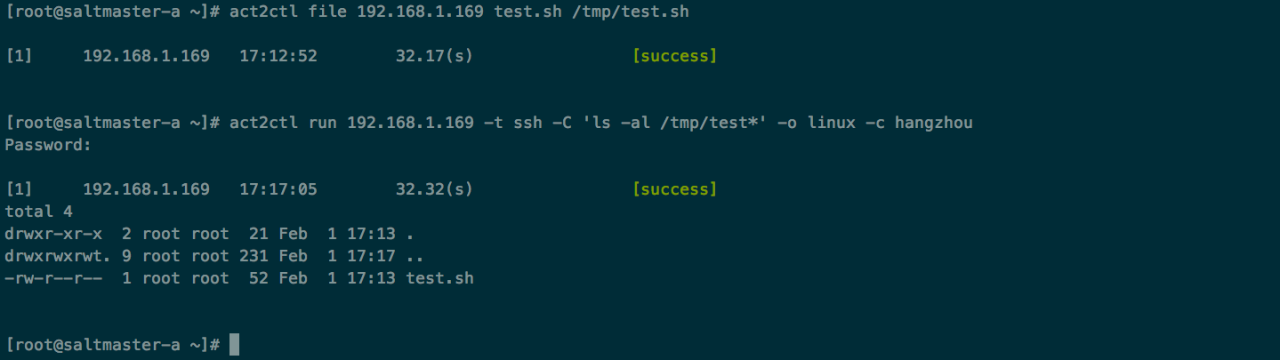 [root@saltmaster-a ~]# act2ctl file 192.168.1.169 test.sh /tmp/test.sh
[1] 192.168.1.169 17:12:52 32.17(s) [success]
[root@saltmaster-a ~]# act2ctl run 192.168.1.169 -t ssh -C 'ls -al /tmp/test*' -o linux -c hangzhou
Password:
[1] 192.168.1.169 17:17:05 32.32(s) [success]
total 4
drwxr-xr-x 2 root root 21 Feb 1 17:13 .
drwxrwxrwt. 9 root root 231 Feb 1 17:17 ..
-rw-r--r-- 1 root root 52 Feb 1 17:13 test.sh
[root@saltmaster-a ~]#